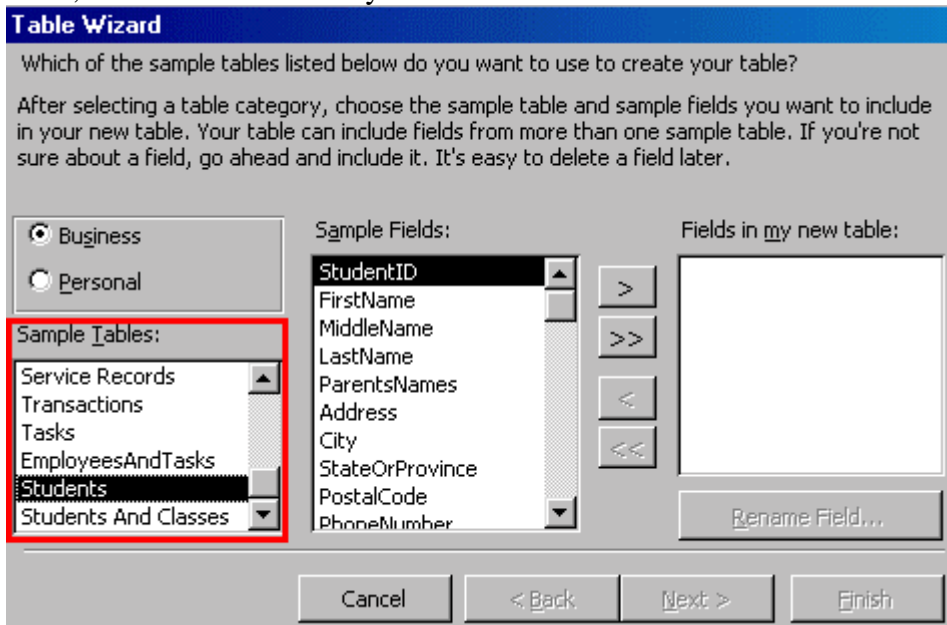 Table Wizard
Which of the sample tables listed below do you want to use to create your table?
After selecting a table category, choose the sample table and sample fields you want to include
in your new table. Your table can include fields from more than one sample table. If you're not
sure about a field, go ahead and include it. It's easy to delete a field later.
Business
Personal
Sample Tables:
Service Records
Transactions
Tasks
EmployeesAndTasks
Students
Students And Classes
Sample Fields:
StudentID
FirstName
MiddleName
LastName
ParentsNames
Address
City
StateOrProvince
PostalCode
PhoneNumber
>
>>
<
<<
Fields in my new table:
Rename Field...
Cancel
< Back
Next >
Finish